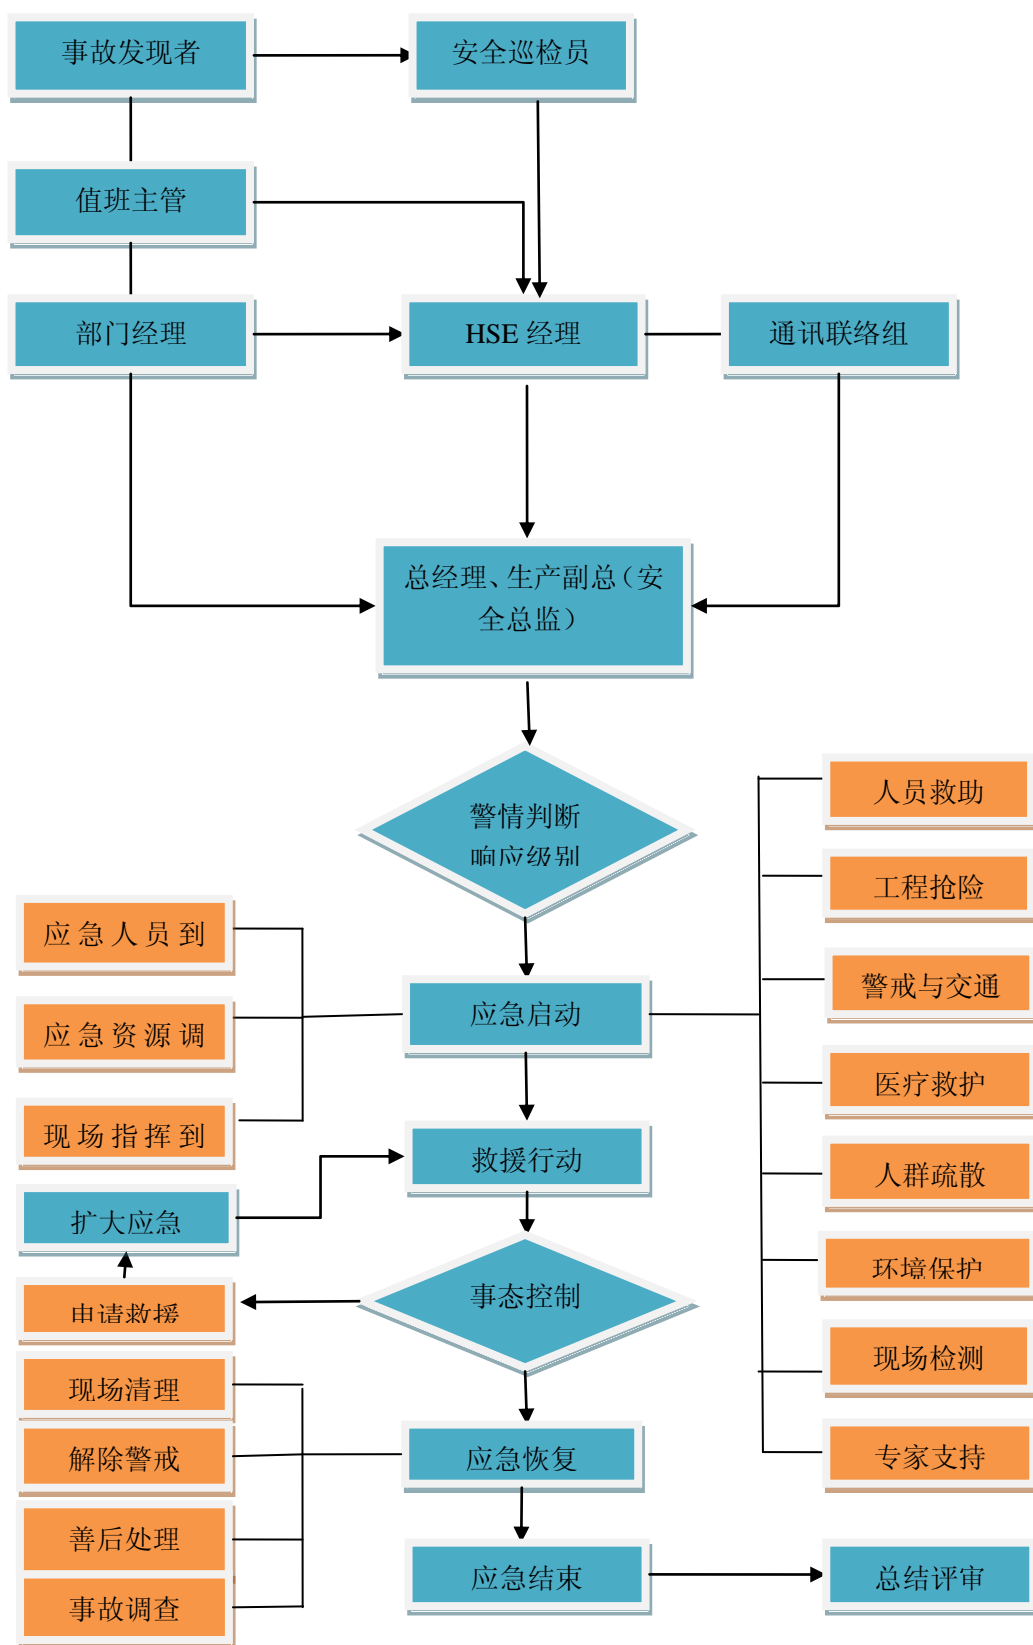 事故发现者
安全巡检员
值班主管
部门经理
HSE 经理
通讯联络组
总经理、生产副总（安
全总监）
警情判断
响应级别
人员救助
工程抢险
应急人员到
警戒与交通
应急资源调
应急启动
医疗救护
现场指挥到
救援行动
人群疏散
扩大应急
环境保护
申请救援
事态控制
现场检测
现场清理
解除警戒
应急恢复
专家支持
善后处理
应急结束
总结评审
事故调查